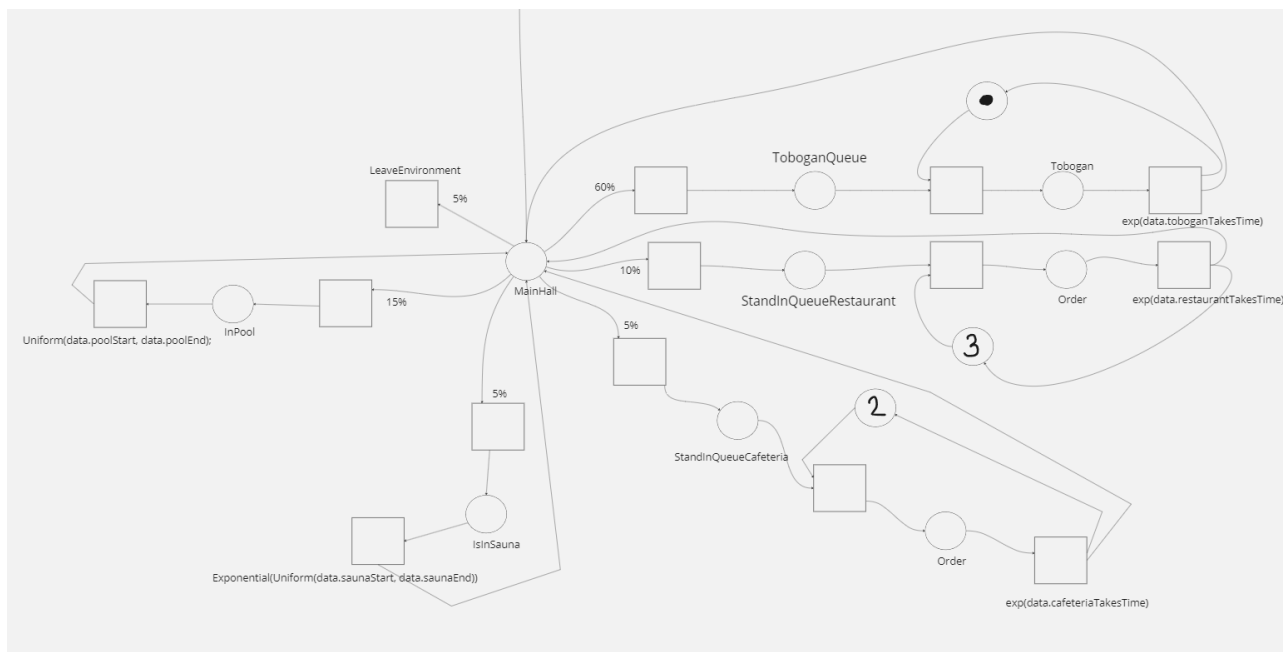 ToboganQueue
Tobogan
LeaveEnvironment
5%
60%
exp(data.toboganTakesTime)
MainHall
10%
StandInQueueRestaurant
Order
exp(data.restaurantTakesTime)
15%
InPool
Uniform(data.poolStart, data.poolEnd);
5%
3
5%
2
StandInQueueCafeteria
IsInSauna
Order
Exponential(Uniform(data.saunaStart, data.saunaEnd))
exp(data.cafeteriaTakesTime)